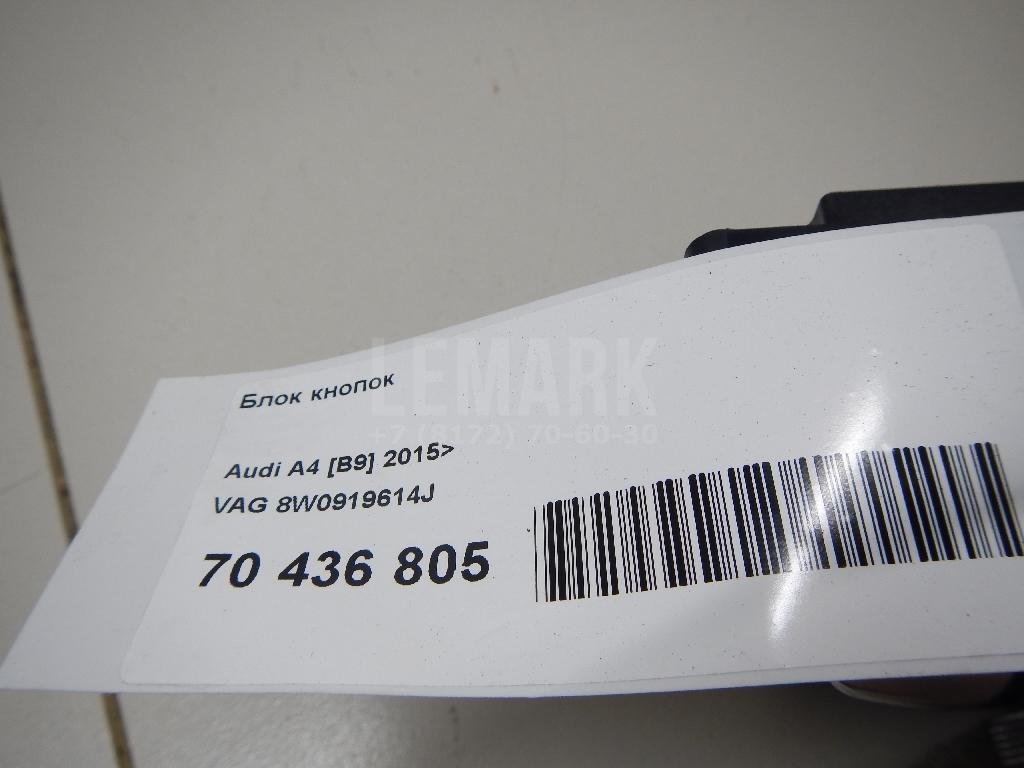 LEMARK
+7 (8172) 70-60-30
Блок кнопок
Audi A4 [B9] 2015>
VAG 8W0919614J
70 436 805